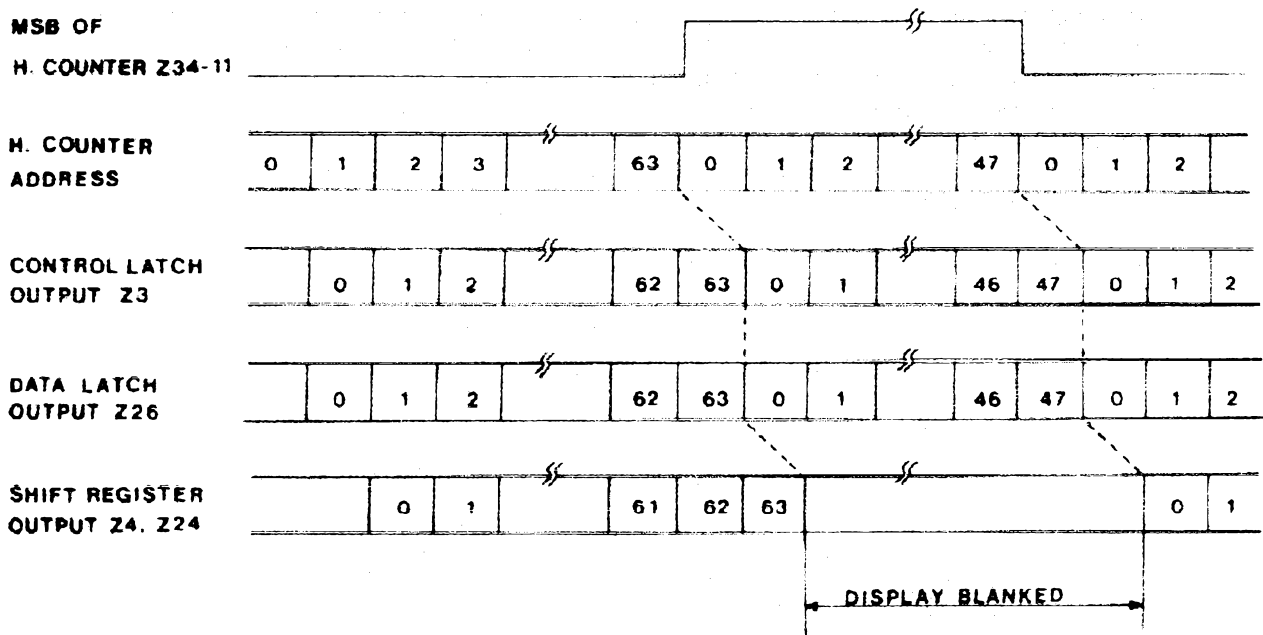 MSB OF
H. COUNTER Z34-11
H. COUNTER
ADDRESS
0 1 2 3 63 0 1 2 47 0 1 2
CONTROL LATCH
OUTPUT Z3
0 1 2 62 63 0 1 46 47 0 1 2
DATA LATCH
OUTPUT Z26
0 1 2 62 63 0 1 46 47 0 1 2
SHIFT REGISTER
OUTPUT Z4, Z24
0 1 61 62 63 0 1
DISPLAY BLANKED